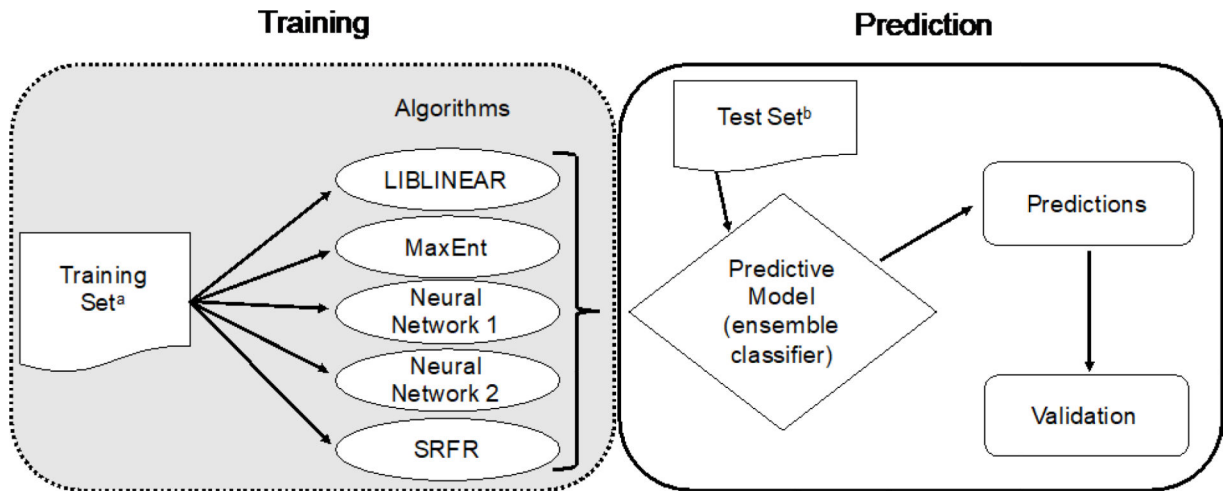 Training
Prediction
Algorithms
Training
Setᵃ
LIBLINEAR
MaxEnt
Neural
Network 1
Neural
Network 2
SRFR
Test Setᵇ
Predictive
Model
(ensemble
classifier)
Predictions
Validation